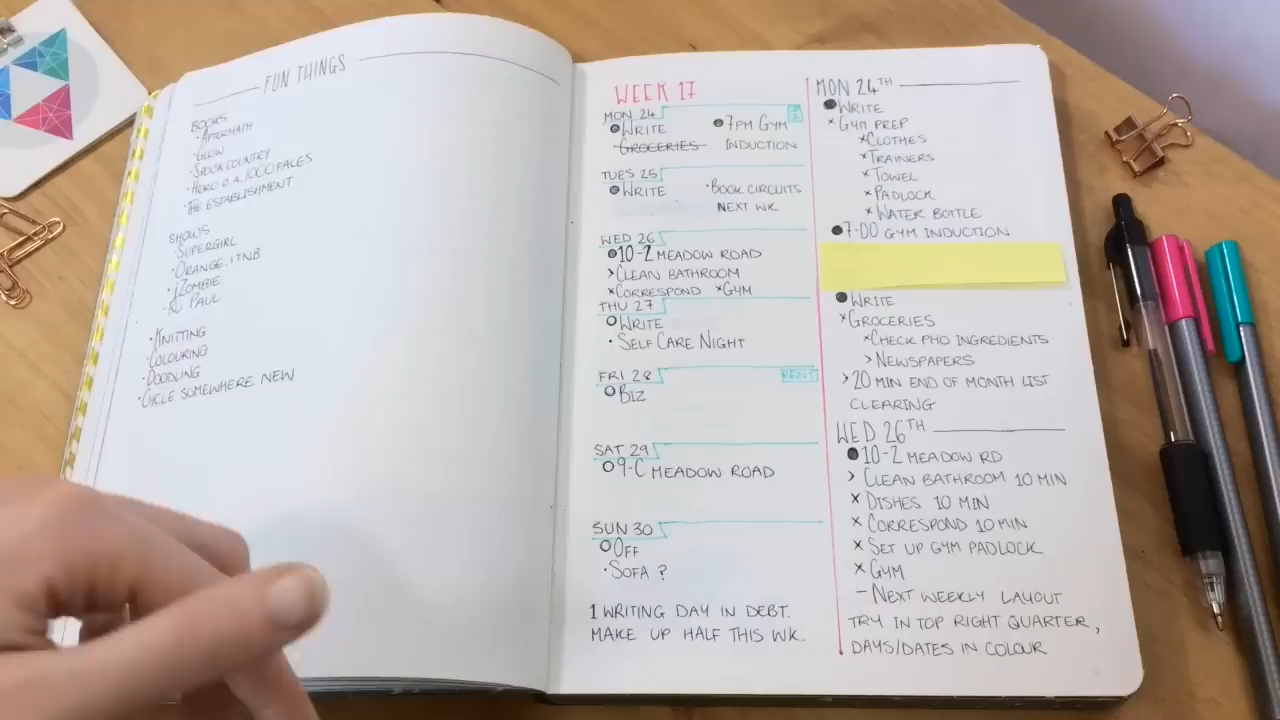 FUN THINGS
BOOKS
· AFTERMATH
· GLOW
· SPOOK COUNTRY
· HERO O A.. 1000 FACES
· THE ESTABLISHMENT
SHOWS
· SUPERGIRL
· ORANGE.. ITNB
· iZOMBIE
· RU PAUL
· KNITTING
· COLOURING
· DOODLING
· CYCLE SOMEWHERE NEW
WEEK 17
MON 24
WRITE
GROCERIES
7PM GYM
INDUCTION
TUES 25
WRITE
· BOOK CIRCUITS
NEXT WK
WED 26
10-2 MEADOW ROAD
> CLEAN BATHROOM
× CORRESPOND × GYM
THU 27
WRITE
· SELF CARE NIGHT
FRI 28
RENT
BIZ
SAT 29
9-C MEADOW ROAD
SUN 30
OFF
· SOFA ?
1 WRITING DAY IN DEBT.
MAKE UP HALF THIS WK.
MON 24TH
WRITE
× GYM PREP
× CLOTHES
× TRAINERS
× TOWEL
× PADLOCK
× WATER BOTTLE
7:00 GYM INDUCTION
WRITE
× GROCERIES
× CHECK PHO INGREDIENTS
> NEWSPAPERS
> 20 MIN END OF MONTH LIST
CLEARING
WED 26TH
10-2 MEADOW RD
> CLEAN BATHROOM 10 MIN
× DISHES 10 MIN
× CORRESPOND 10 MIN
× SET UP GYM PADLOCK
× GYM
- NEXT WEEKLY LAYOUT
TRY IN TOP RIGHT QUARTER,
DAYS/DATES IN COLOUR